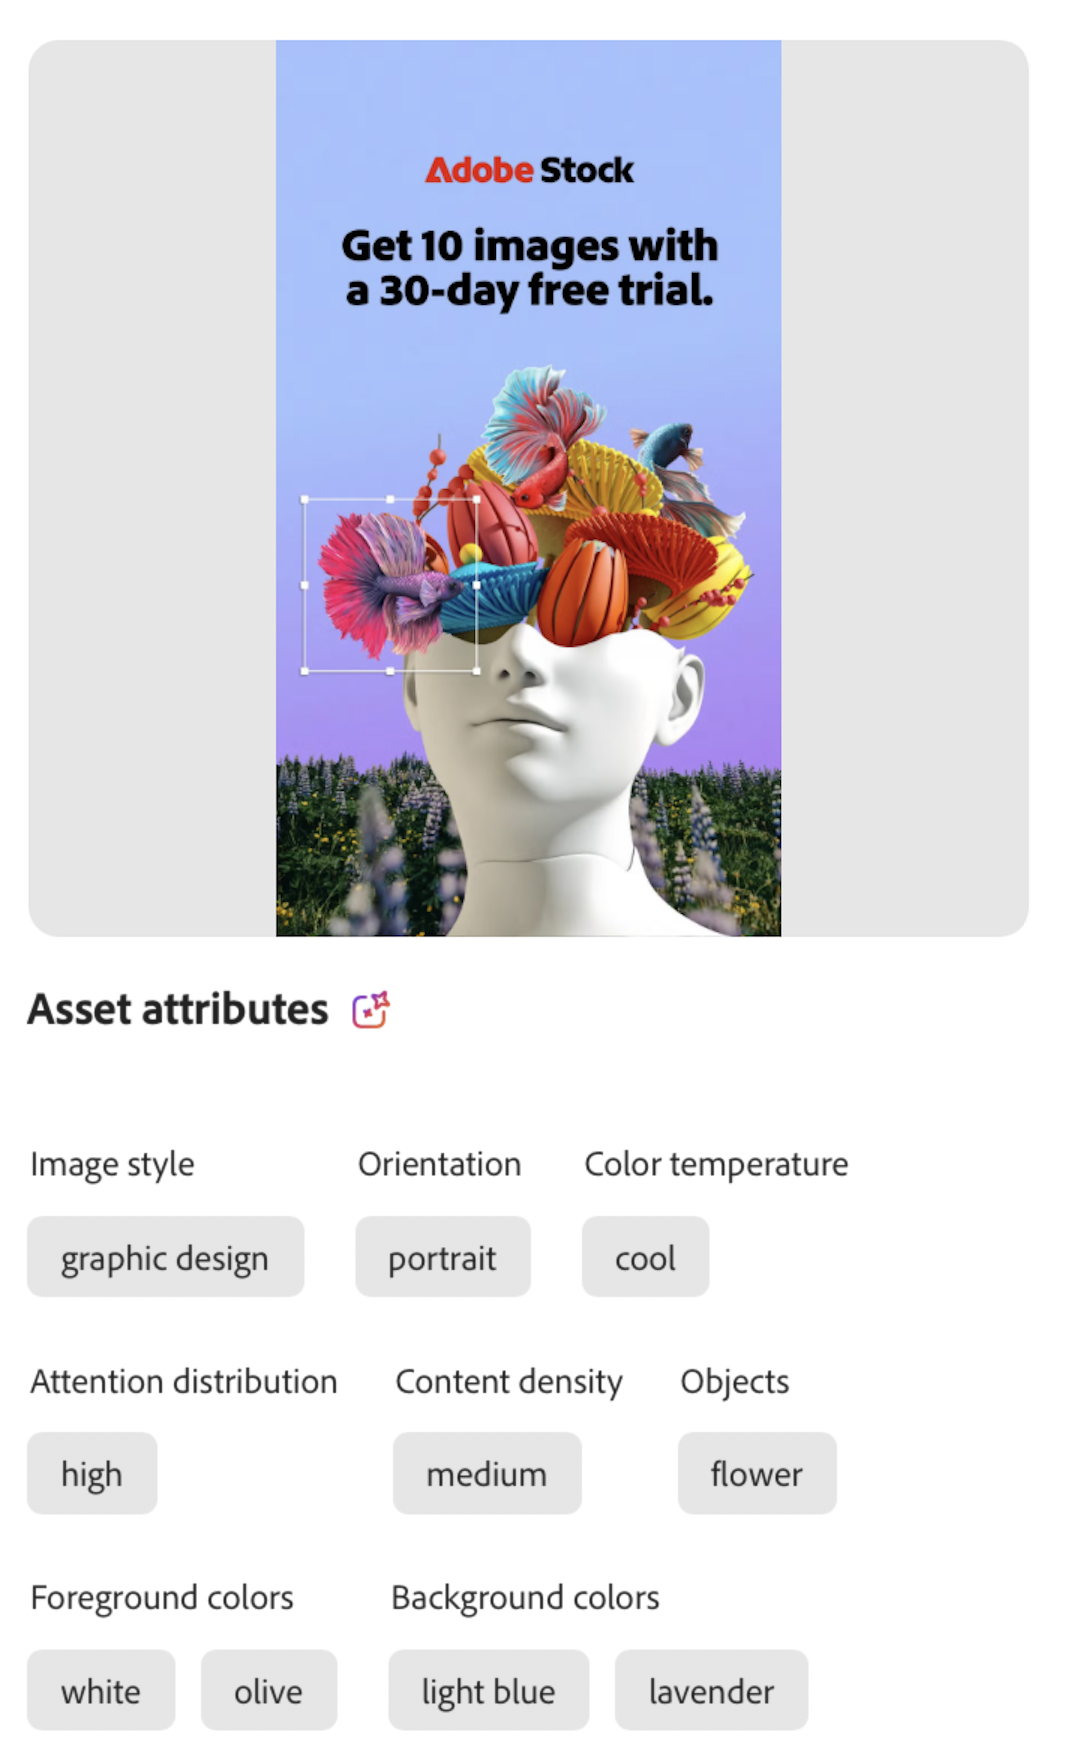 Adobe Stock
Get 10 images with
a 30-day free trial.
Asset attributes
Image style
Orientation
Color temperature
graphic design
portrait
cool
Attention distribution
Content density
Objects
high
medium
flower
Foreground colors
Background colors
white
olive
light blue
lavender